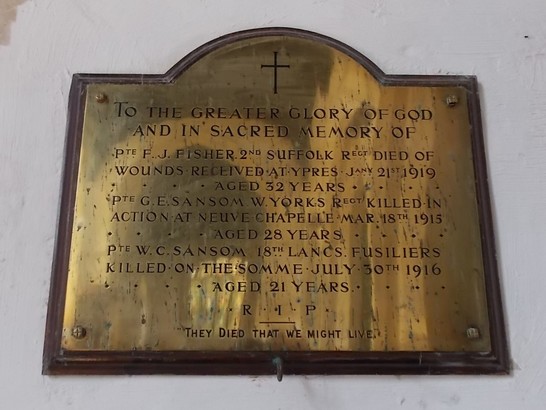 TO THE GREATER GLORY OF GOD
AND IN SACRED MEMORY OF
PTE F. J. FISHER. 2ND SUFFOLK REGT DIED OF
WOUNDS·RECEIVED·AT·YPRES·JANY 21ST 1919
AGED 32 YEARS
PTE G.E. SANSOM W. YORKS REGT KILLED IN
ACTION·AT NEUVE CHAPELLE·MAR. 18TH 1915
AGED 28 YEARS
PTE W. C. SANSOM 18TH LANCS. FUSILIERS
KILLED·ON·THE·SOMME·JULY·30TH 1916
AGED 21 YEARS.
R · I · P
"THEY DIED THAT WE MIGHT LIVE."